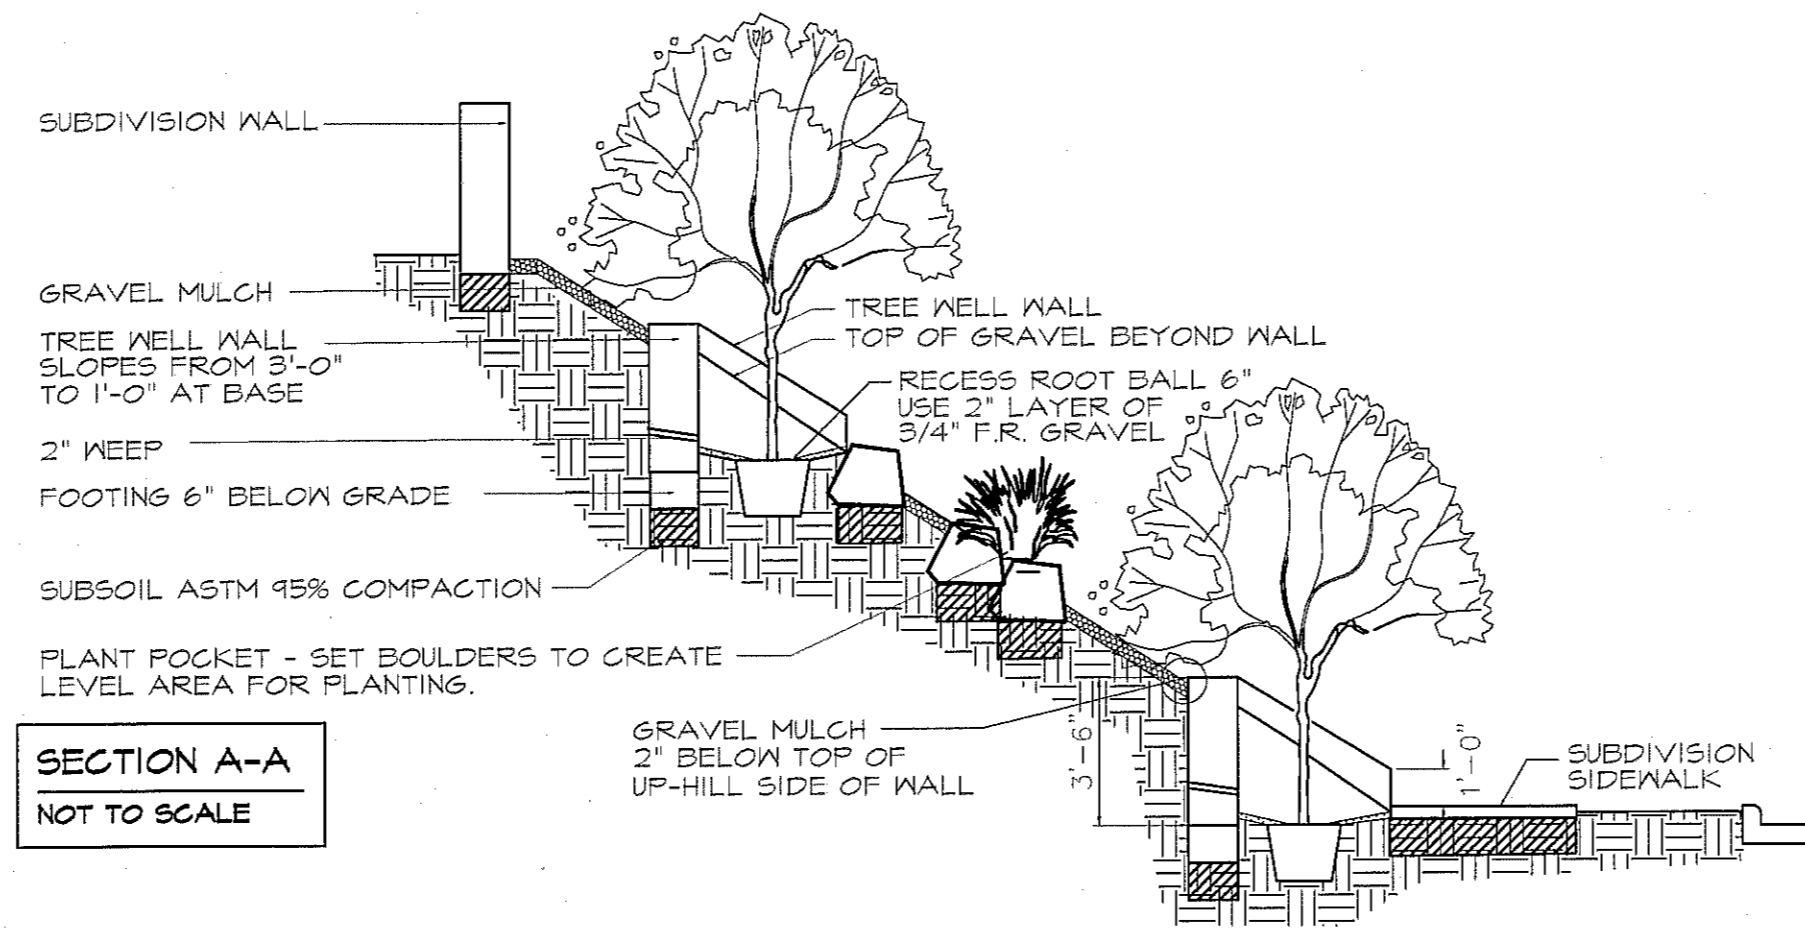 SUBDIVISION WALL
GRAVEL MULCH
TREE WELL WALL
SLOPES FROM 3'-0"
TO 1'-0" AT BASE
2" WEEP
FOOTING 6" BELOW GRADE
SUBSOIL ASTM 95% COMPACTION
PLANT POCKET - SET BOULDERS TO CREATE
LEVEL AREA FOR PLANTING.
TREE WELL WALL
TOP OF GRAVEL BEYOND WALL
RECESS ROOT BALL 6"
USE 2" LAYER OF
3/4" F.R. GRAVEL
GRAVEL MULCH
2" BELOW TOP OF
UP-HILL SIDE OF WALL
3'-6"
1'-0"
SUBDIVISION
SIDEWALK
SECTION A-A
NOT TO SCALE